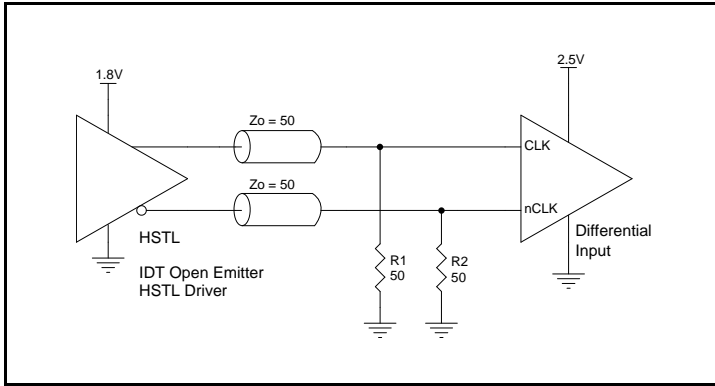 1.8V
2.5V
Zo = 50
CLK
Zo = 50
nCLK
HSTL
Differential
Input
IDT Open Emitter
HSTL Driver
R1
50
R2
50